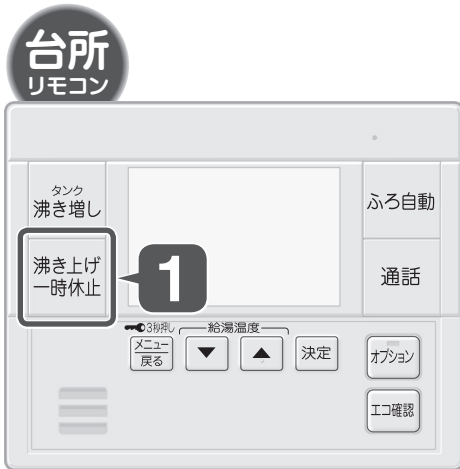 台所
リモコン
タンク
沸き増し
沸き上げ
一時休止
1
ふろ自動
通話
3秒押し
給湯温度
メニュー
戻る
▼
▲
決定
オプション
エコ確認